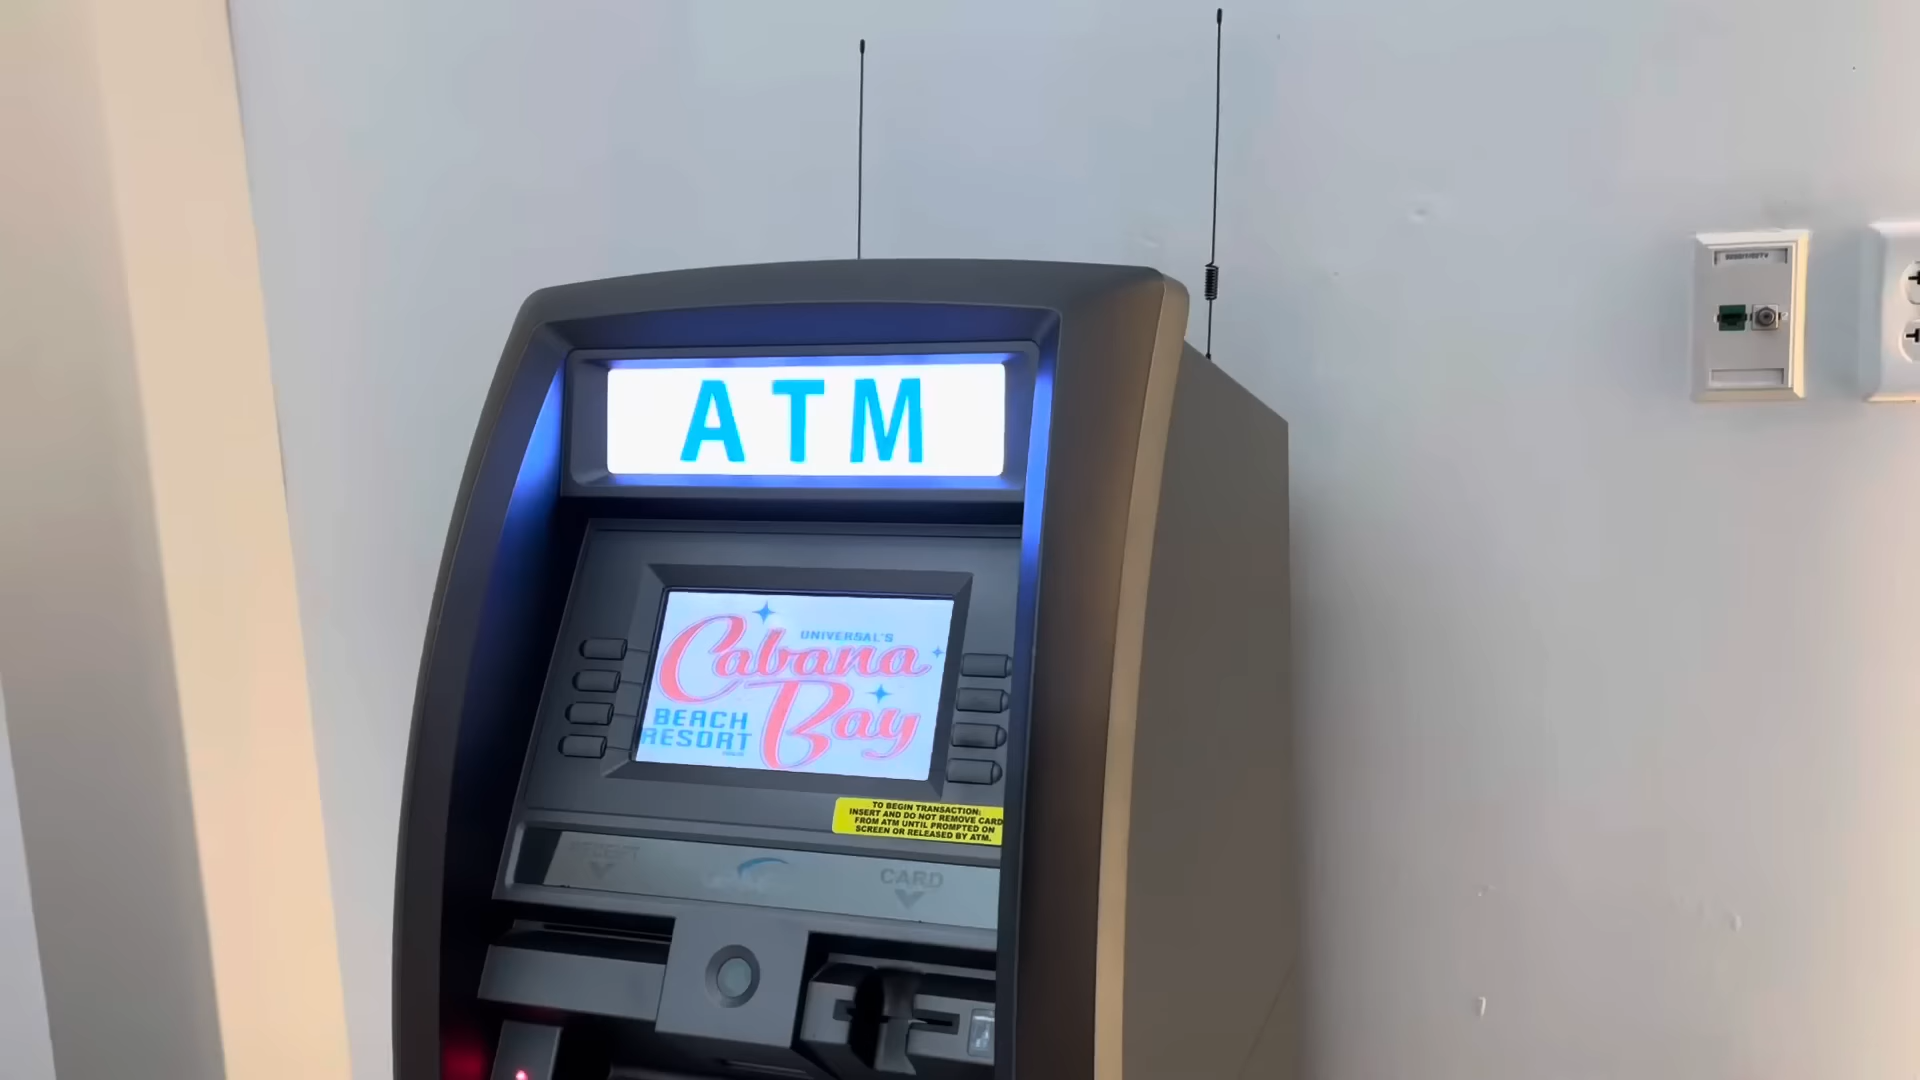 ATM
UNIVERSAL'S
Cabana
Bay
BEACH
RESORT
TO BEGIN TRANSACTION:
INSERT AND DO NOT REMOVE CARD
FROM ATM UNTIL PROMPTED ON
SCREEN OR RELEASED BY ATM.
RECEIPT
CARD